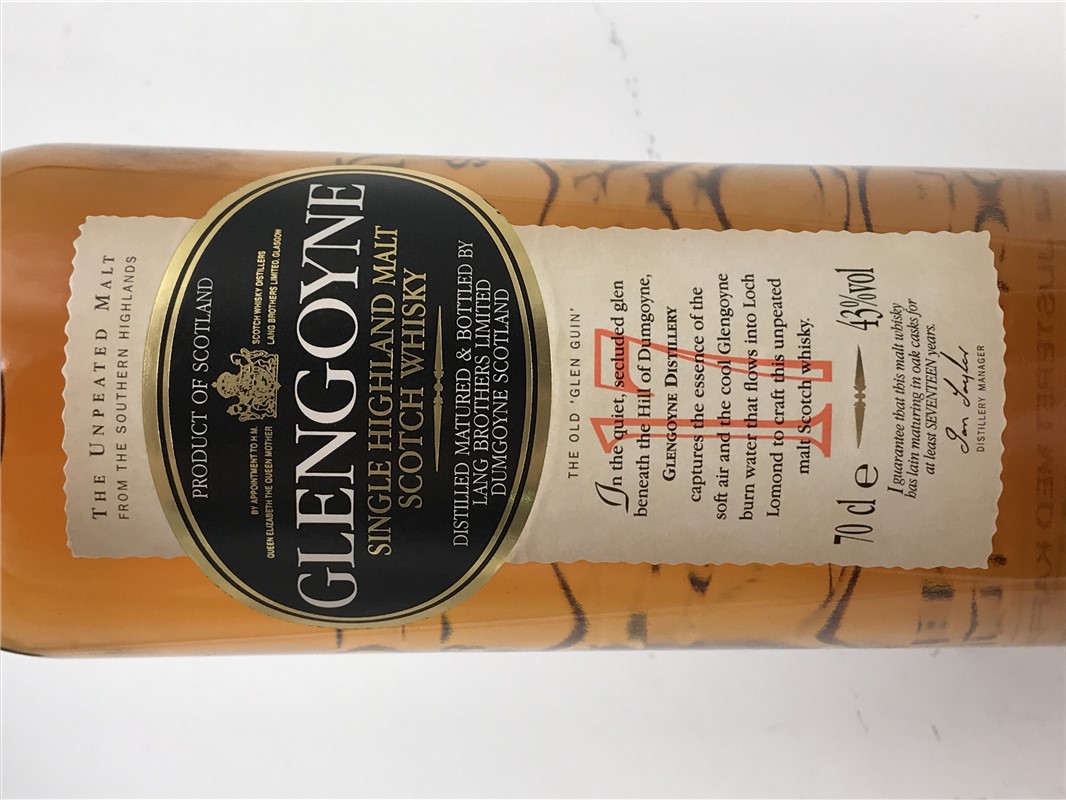 THE UNPEATED MALT
FROM THE SOUTHERN HIGHLANDS
PRODUCT OF SCOTLAND
BY APPOINTMENT TO H.M.
QUEEN ELIZABETH THE QUEEN MOTHER
SCOTCH WHISKY DISTILLERS
LANG BROTHERS LIMITED, GLASGOW
GLENGOYNE
SINGLE HIGHLAND MALT
SCOTCH WHISKY
DISTILLED MATURED & BOTTLED BY
LANG BROTHERS LIMITED
DUMGOYNE SCOTLAND
THE OLD 'GLEN GUIN'
17
In the quiet, secluded glen
beneath the Hill of Dumgoyne,
GLENGOYNE DISTILLERY
captures the essence of the
soft air and the cool Glengoyne
burn water that flows into Loch
Lomond to craft this unpeated
malt Scotch whisky.
70 cl e 43%vol
I guarantee that this malt whisky
has lain maturing in oak casks for
at least SEVENTEEN years.
Ian Taylor
DISTILLERY MANAGER